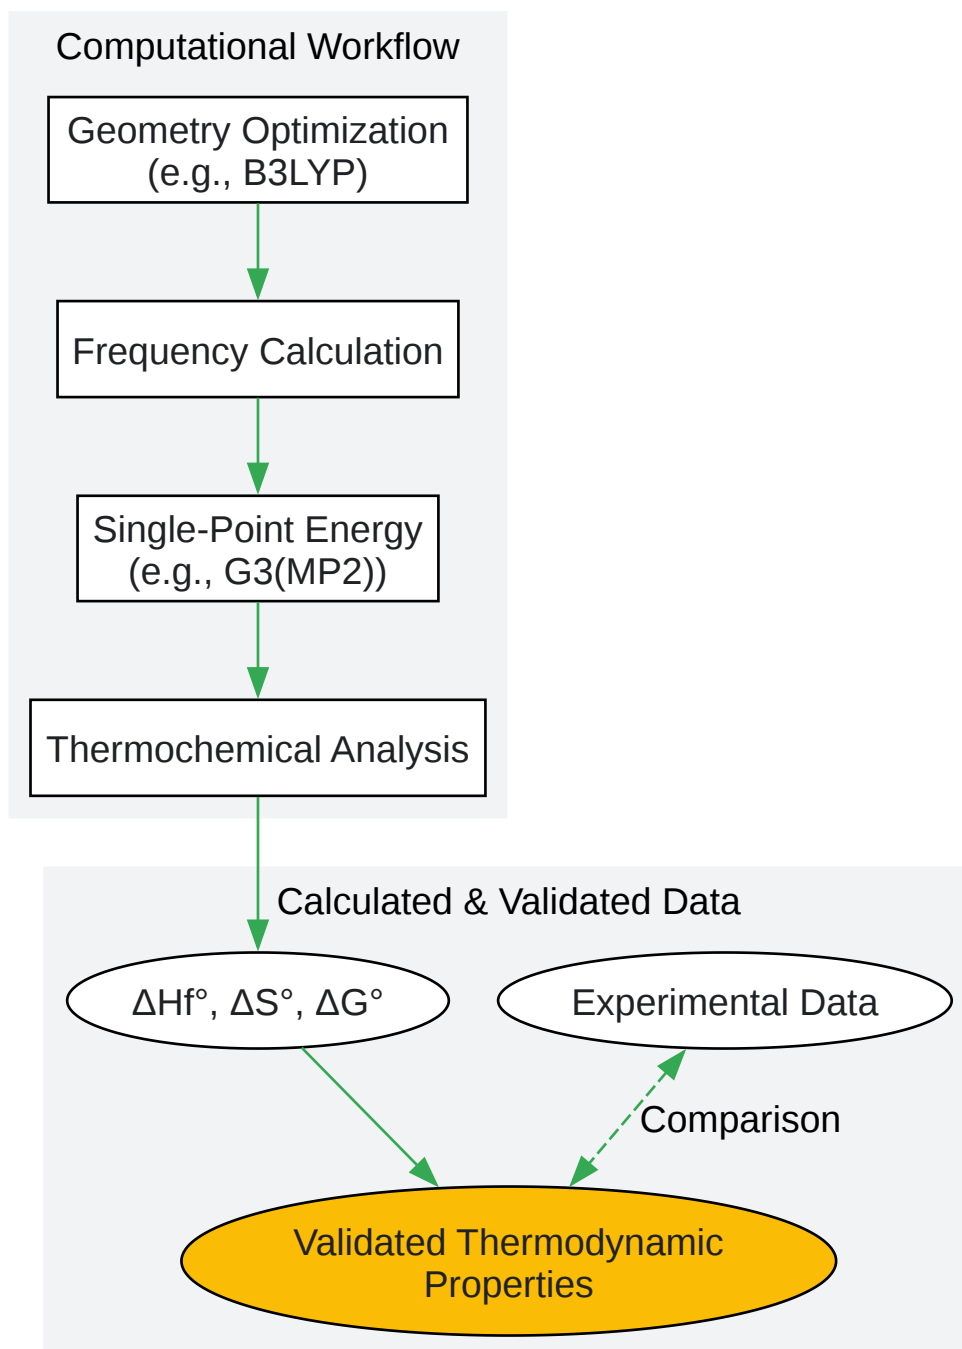 Computational Workflow
Geometry Optimization
(e.g., B3LYP)
Frequency Calculation
Single-Point Energy
(e.g., G3(MP2))
Thermochemical Analysis
Calculated & Validated Data
ΔHf°, ΔS°, ΔG°
Experimental Data
Comparison
Validated Thermodynamic
Properties